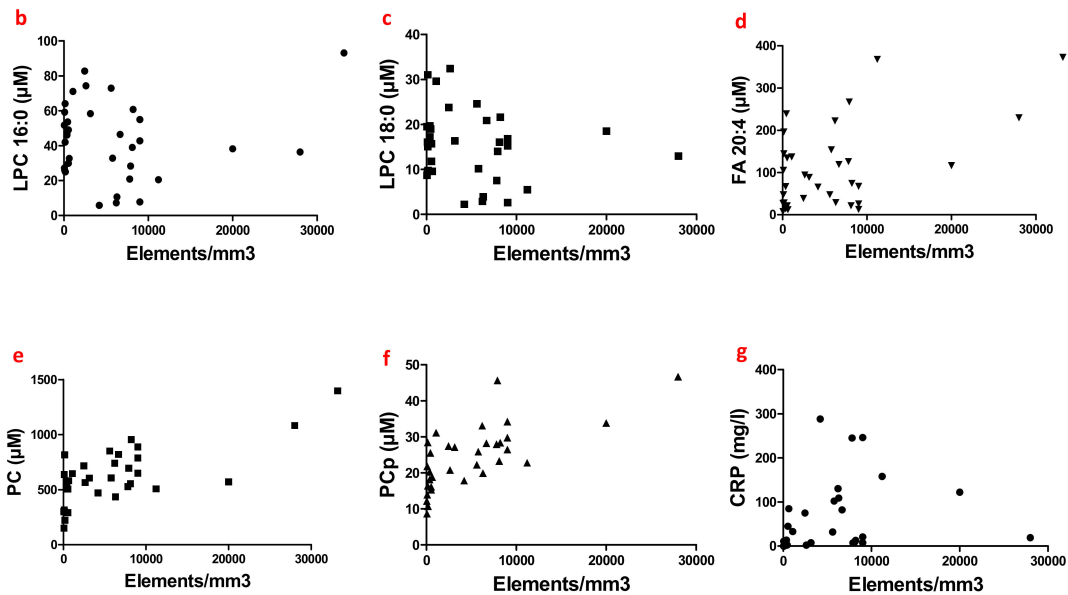 b
c
d
100
80
60
40
20
0
LPC 16:0 (µM)
0 10000 20000 30000
Elements/mm3
40
30
20
10
0
LPC 18:0 (µM)
0 10000 20000 30000
Elements/mm3
400
300
200
100
0
FA 20:4 (µM)
0 10000 20000 30000
Elements/mm3
e
f
g
1500
1000
500
0
PC (µM)
0 10000 20000 30000
Elements/mm3
50
40
30
20
10
0
PCp (µM)
0 10000 20000 30000
Elements/mm3
400
300
200
100
0
CRP (mg/l)
0 10000 20000 30000
Elements/mm3